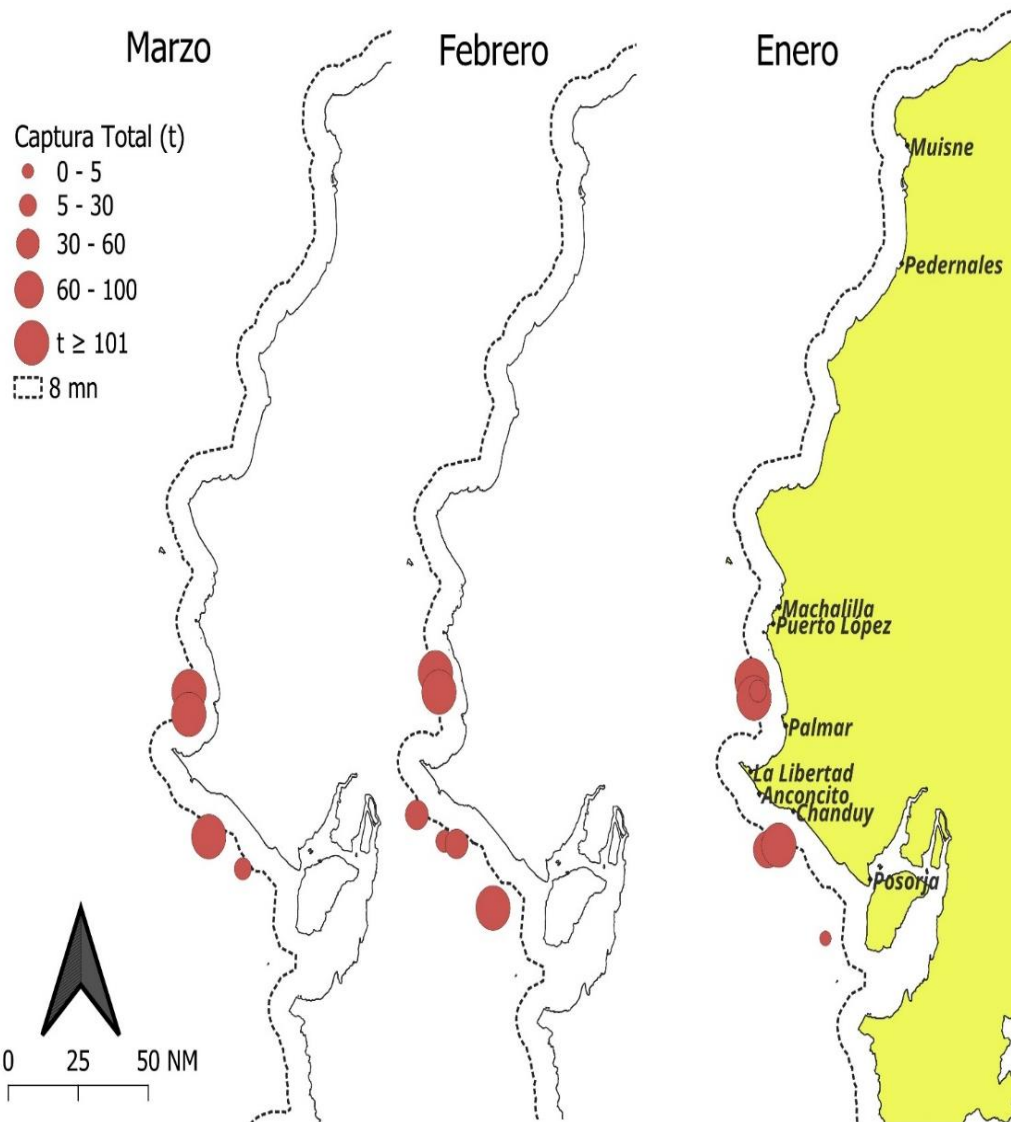 Marzo
Febrero
Enero
Captura Total (t)
0 - 5
5 - 30
30 - 60
60 - 100
t ≥ 101
8 mn
Muisne
Pedernales
Machalilla
Puerto López
Palmar
La Libertad
Anconcito
Chanduy
Posorja
0 25 50 NM